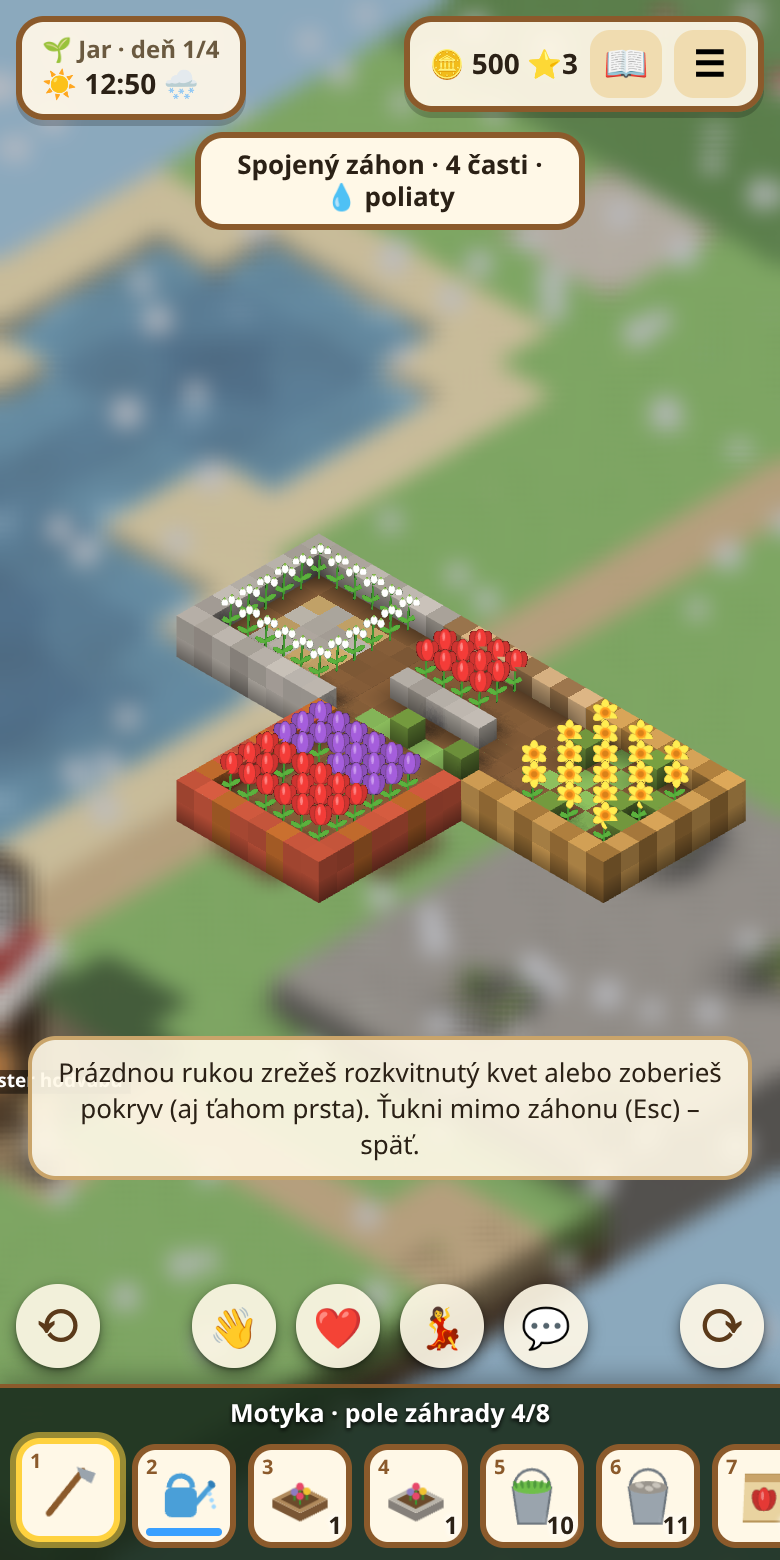 Jar · deň 1/4
12:50
500 3
Spojený záhon · 4 časti ·
poliaty
Prázdnou rukou zrežeš rozkvitnutý kvet alebo zoberieš
pokryv (aj ťahom prsta). Ťukni mimo záhonu (Esc) –
späť.
Motyka · pole záhrady 4/8
1 2 3 4 5 6 7
1 1 10 11